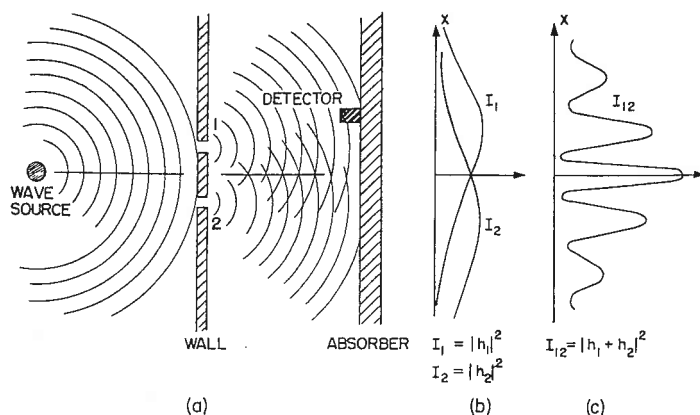 x
x
DETECTOR
1
I₁
I₁₂
WAVE
SOURCE
2
I₂
WALL
ABSORBER
I₁ = |h₁|²
I₂ = |h₂|²
I₁₂ = |h₁ + h₂|²
(a)
(b)
(c)